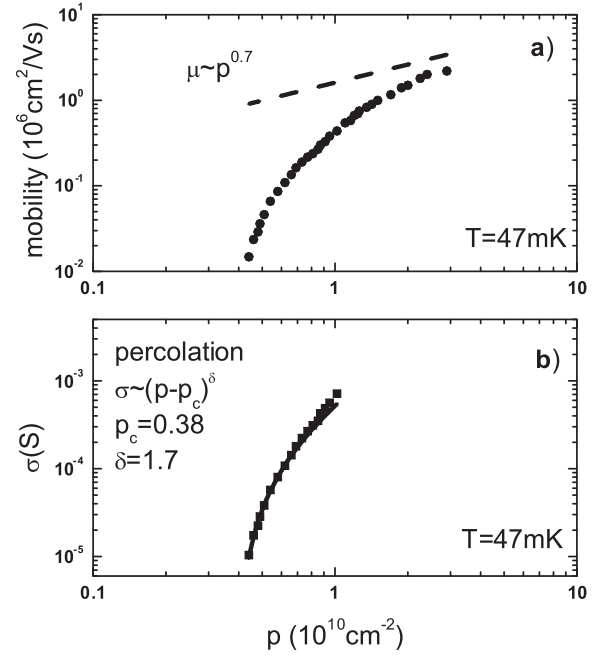 a)
μ~p^0.7
mobility (10^6cm^2/Vs)
10^1
10^0
10^-1
10^-2
T=47mK
0.1 1 10
b)
percolation
σ~(p-p_c)^δ
p_c=0.38
δ=1.7
σ(S)
10^-3
10^-4
10^-5
T=47mK
0.1 1 10
p (10^10cm^-2)